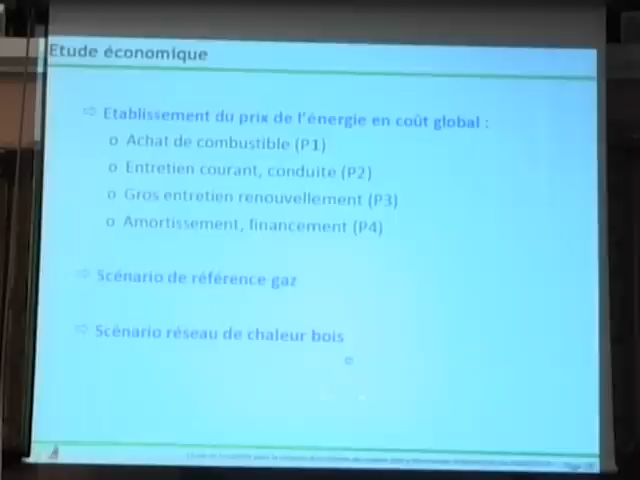 Etude économique
⇨ Etablissement du prix de l'énergie en coût global :
o Achat de combustible (P1)
o Entretien courant, conduite (P2)
o Gros entretien renouvellement (P3)
o Amortissement, financement (P4)
⇨ Scénario de référence gaz
⇨ Scénario réseau de chaleur bois